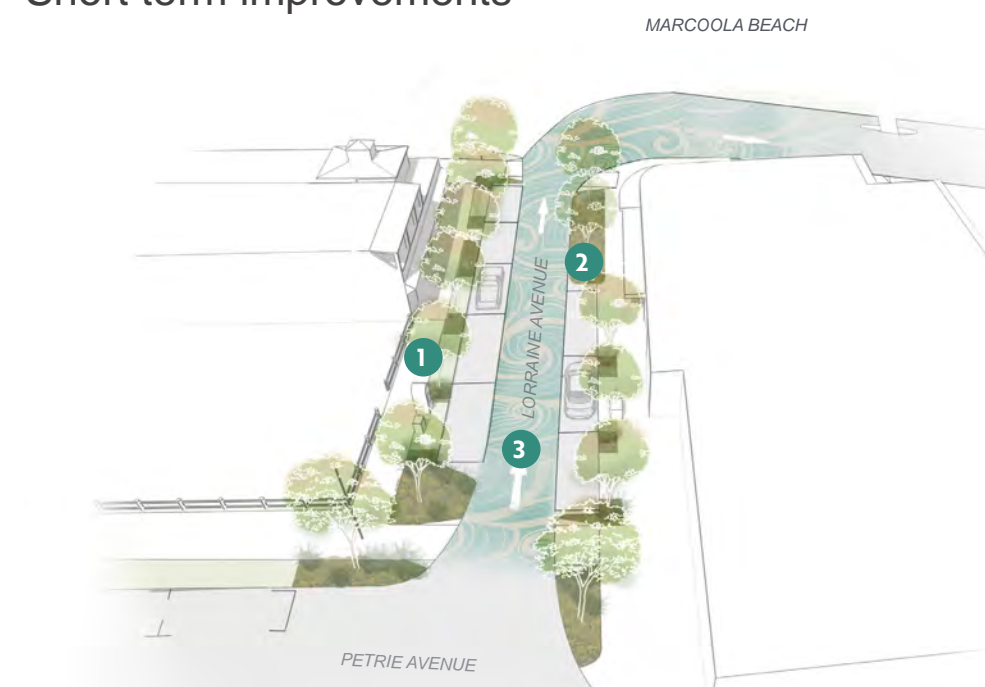 Short term improvements
MARCOOLA BEACH
2
LORRAINE AVENUE
1
3
PETRIE AVENUE